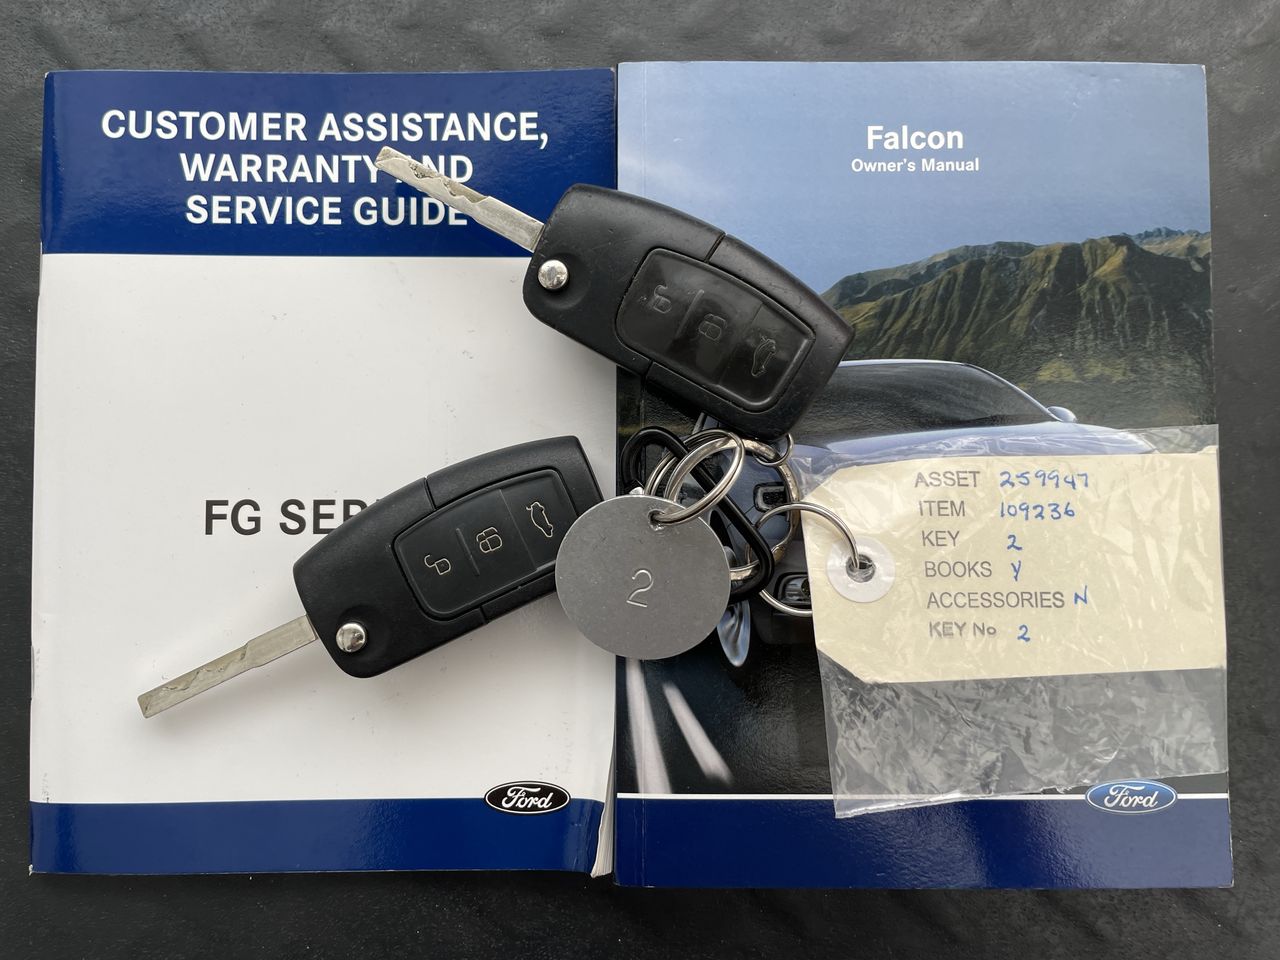 CUSTOMER ASSISTANCE,
WARRANTY AND
SERVICE GUIDE
FG SER
Ford
Falcon
Owner's Manual
ASSET 259947
ITEM 109236
KEY 2
BOOKS Y
ACCESSORIES N
KEY No 2
2
Ford